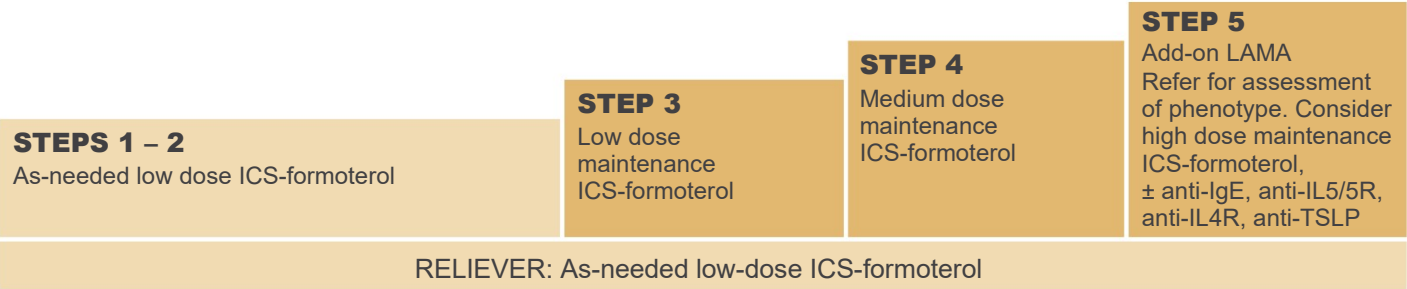 STEPS 1 – 2
As-needed low dose ICS-formoterol
STEP 3
Low dose
maintenance
ICS-formoterol
STEP 4
Medium dose
maintenance
ICS-formoterol
STEP 5
Add-on LAMA
Refer for assessment
of phenotype. Consider
high dose maintenance
ICS-formoterol,
± anti-IgE, anti-IL5/5R,
anti-IL4R, anti-TSLP
RELIEVER: As-needed low-dose ICS-formoterol